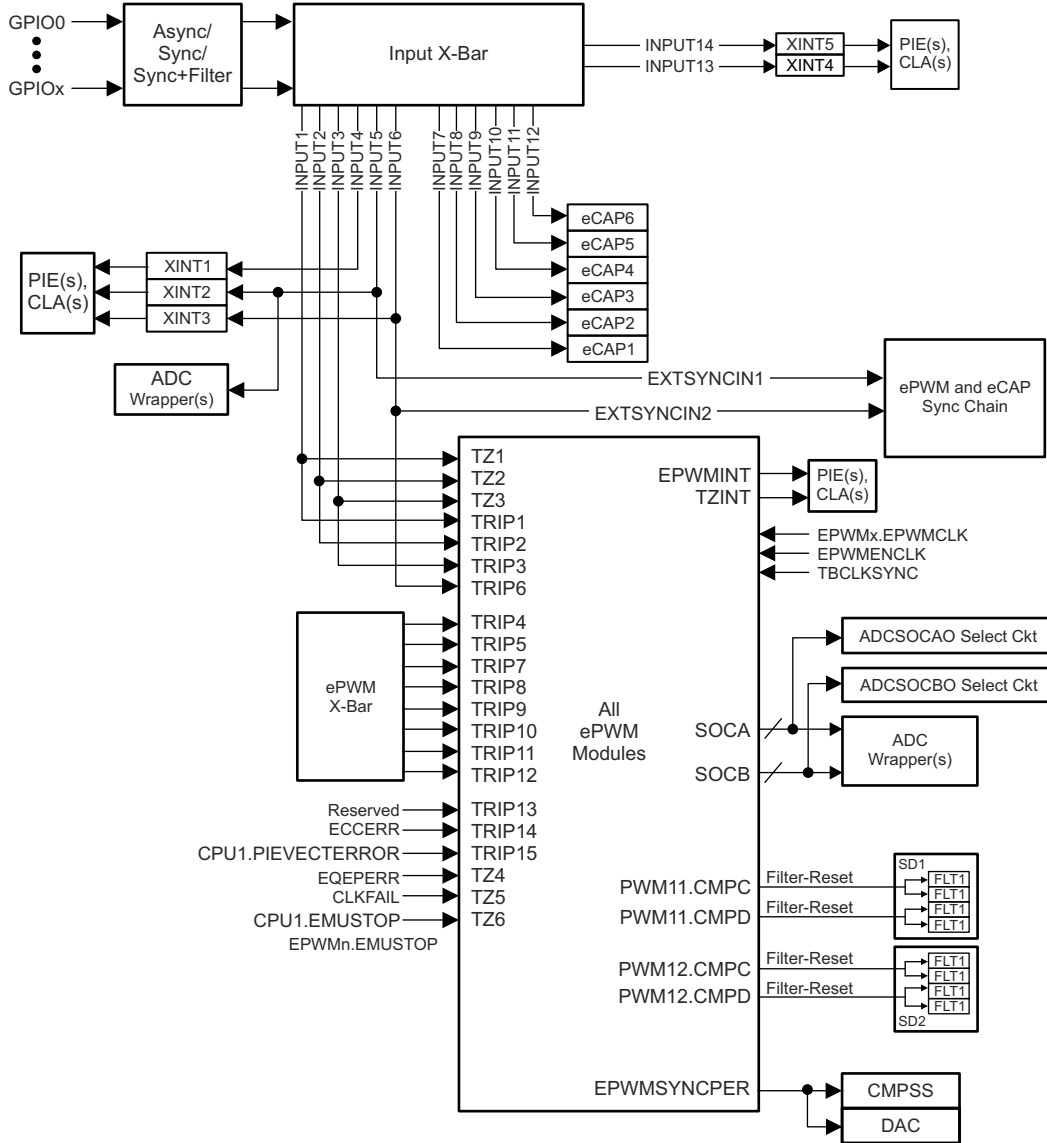 GPIO0
GPIOx
Async/
Sync/
Sync+Filter
Input X-Bar
INPUT14
INPUT13
XINT5
XINT4
PIE(s),
CLA(s)
INPUT1
INPUT2
INPUT3
INPUT4
INPUT5
INPUT6
INPUT7
INPUT8
INPUT9
INPUT10
INPUT11
INPUT12
eCAP6
eCAP5
eCAP4
eCAP3
eCAP2
eCAP1
PIE(s),
CLA(s)
XINT1
XINT2
XINT3
ADC
Wrapper(s)
EXTSYNCIN1
EXTSYNCIN2
ePWM and eCAP
Sync Chain
TZ1
TZ2
TZ3
TRIP1
TRIP2
TRIP3
TRIP6
EPWMINT
TZINT
PIE(s),
CLA(s)
EPWMx.EPWMCLK
EPWMENCLK
TBCLKSYNC
ePWM
X-Bar
TRIP4
TRIP5
TRIP7
TRIP8
TRIP9
TRIP10
TRIP11
TRIP12
All
ePWM
Modules
SOCA
SOCB
ADCSOCAO Select Ckt
ADCSOCBO Select Ckt
ADC
Wrapper(s)
Reserved
ECCERR
CPU1.PIEVECTERROR
EQEPERR
CLKFAIL
CPU1.EMUSTOP
EPWMn.EMUSTOP
TRIP13
TRIP14
TRIP15
TZ4
TZ5
TZ6
PWM11.CMPC
PWM11.CMPD
PWM12.CMPC
PWM12.CMPD
Filter-Reset
Filter-Reset
Filter-Reset
Filter-Reset
SD1
FLT1
FLT1
FLT1
FLT1
FLT1
FLT1
FLT1
FLT1
SD2
EPWMSYNCPER
CMPSS
DAC